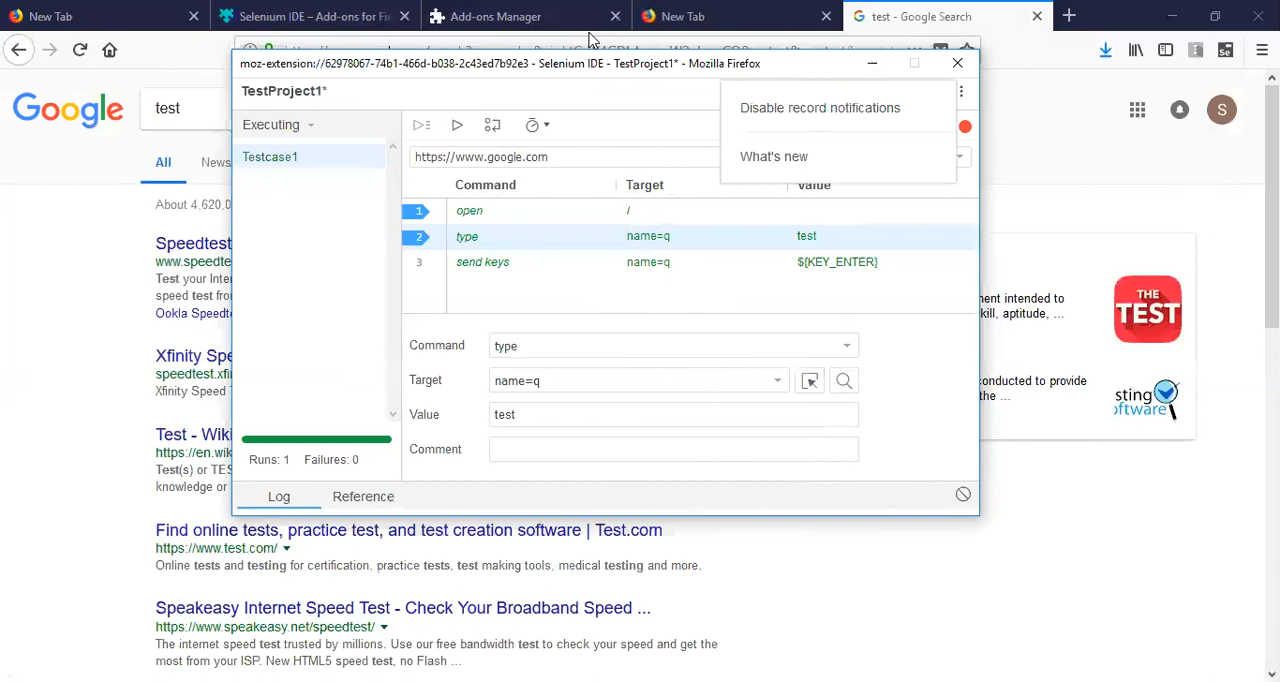 New Tab
Selenium IDE – Add-ons for Fi
Add-ons Manager
New Tab
test - Google Search
moz-extension://62978067-74b1-466d-b038-2c43ed7b92e3 - Selenium IDE - TestProject1* - Mozilla Firefox
TestProject1*
Disable record notifications
What's new
Executing
Testcase1
https://www.google.com
Command Target Value
1 open /
2 type name=q test
3 send keys name=q ${KEY_ENTER}
Command type
Target name=q
Value test
Comment
Runs: 1 Failures: 0
Log Reference
Google
test
S
Se
All News
About 4,620,0
Speedtest
www.speedte
Test your Inter
speed test from
Ookla Speedte
Xfinity Spe
speedtest.xfi
Xfinity Speed T
Test - Wiki
https://en.wik
Test(s) or TES
knowledge or
ment intended to
kill, aptitude, ...
THE
TEST
conducted to provide
the ...
sting
oftware
Find online tests, practice test, and test creation software | Test.com
https://www.test.com/
Online tests and testing for certification, practice tests, test making tools, medical testing and more.
Speakeasy Internet Speed Test - Check Your Broadband Speed ...
https://www.speakeasy.net/speedtest/
The internet speed test trusted by millions. Use our free bandwidth test to check your speed and get the
most from your ISP. New HTML5 speed test, no Flash ...